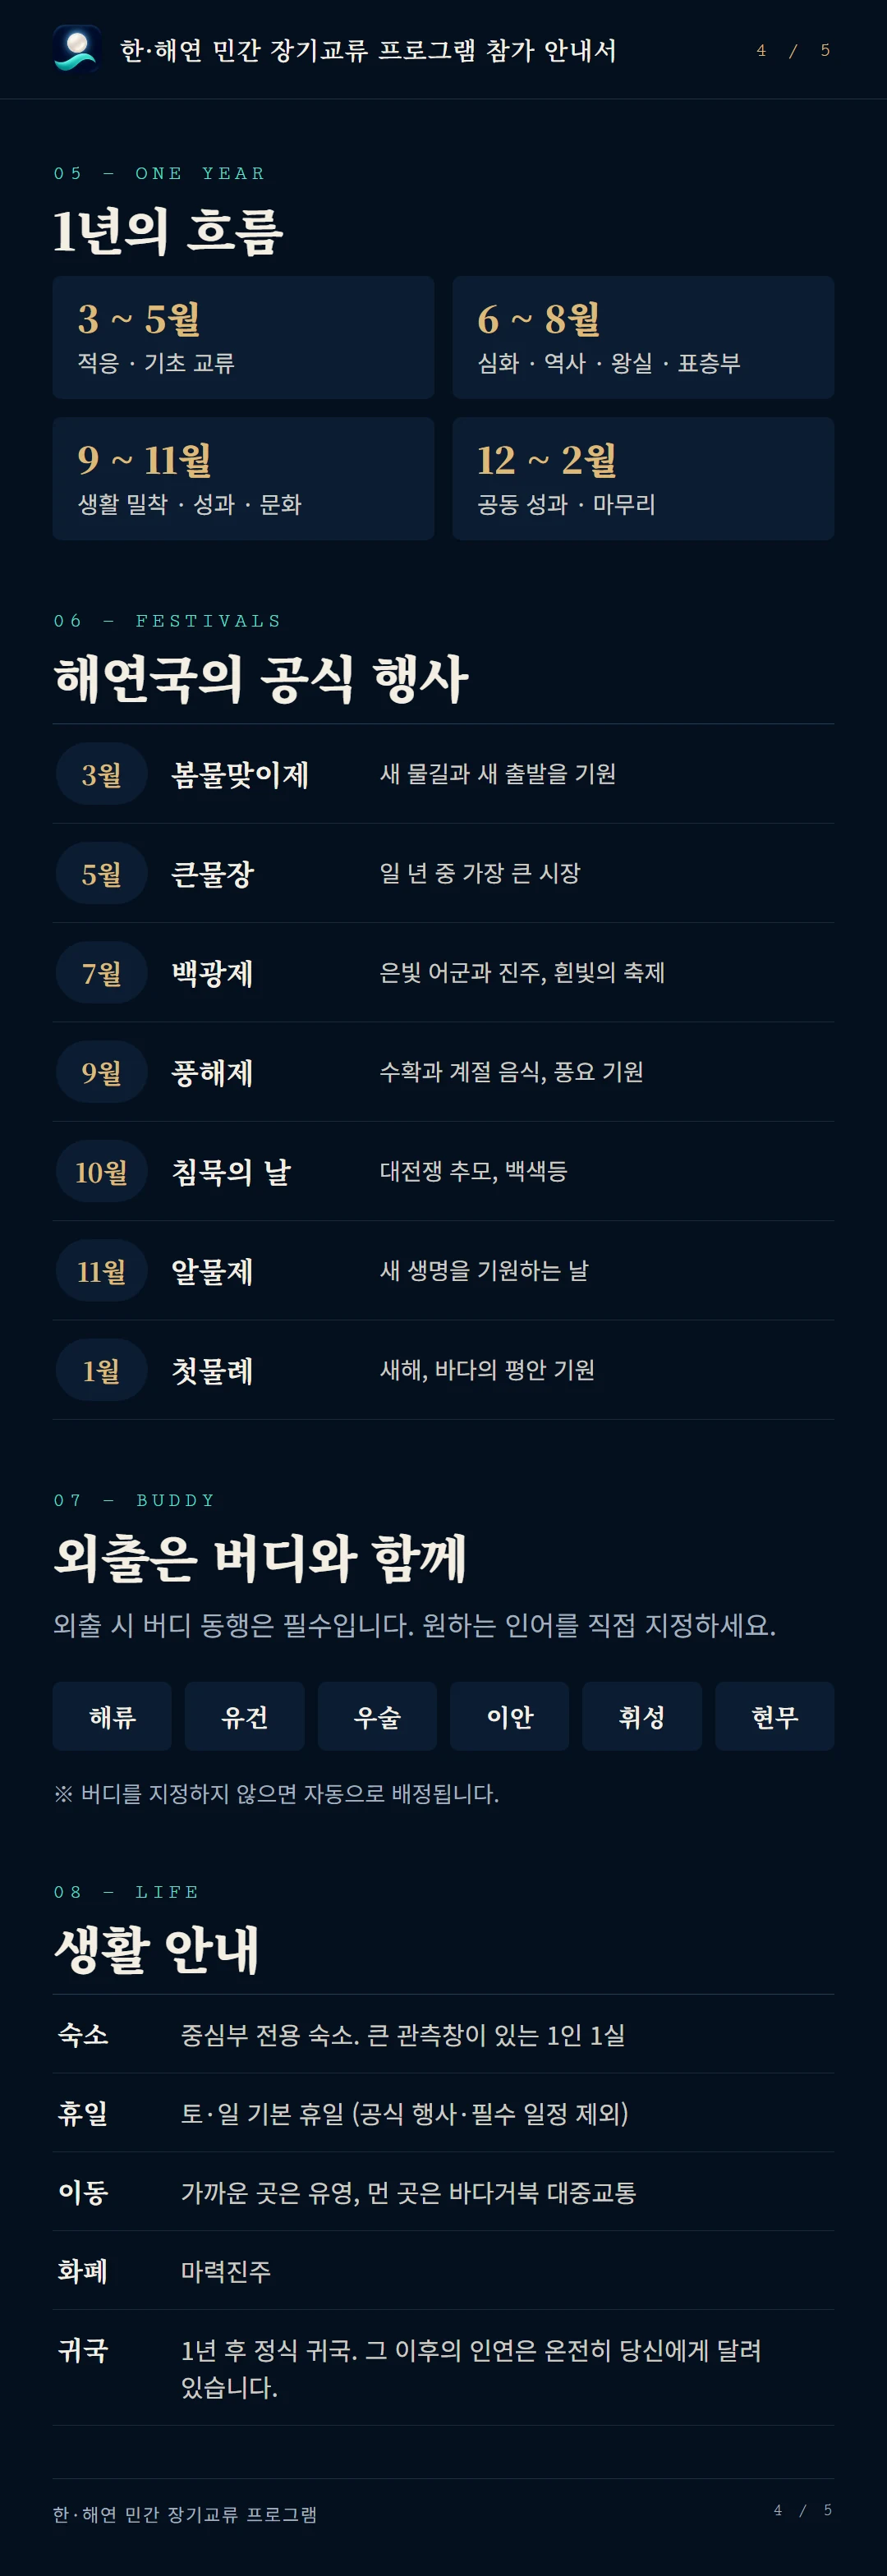 한·해연 민간 장기교류 프로그램 참가 안내서
4 / 5
05 — ONE YEAR
1년의 흐름
3 ~ 5월
적응 · 기초 교류
6 ~ 8월
심화 · 역사 · 왕실 · 표층부
9 ~ 11월
생활 밀착 · 성과 · 문화
12 ~ 2월
공동 성과 · 마무리
06 — FESTIVALS
해연국의 공식 행사
3월 봄물맞이제 새 물길과 새 출발을 기원
5월 큰물장 일 년 중 가장 큰 시장
7월 백광제 은빛 어군과 진주, 흰빛의 축제
9월 풍해제 수확과 계절 음식, 풍요 기원
10월 침묵의 날 대전쟁 추모, 백색등
11월 알물제 새 생명을 기원하는 날
1월 첫물례 새해, 바다의 평안 기원
07 — BUDDY
외출은 버디와 함께
외출 시 버디 동행은 필수입니다. 원하는 인어를 직접 지정하세요.
해류 유건 우술 이안 휘성 현무
※ 버디를 지정하지 않으면 자동으로 배정됩니다.
08 — LIFE
생활 안내
숙소 중심부 전용 숙소. 큰 관측창이 있는 1인 1실
휴일 토·일 기본 휴일 (공식 행사·필수 일정 제외)
이동 가까운 곳은 유영, 먼 곳은 바다거북 대중교통
화폐 마력진주
귀국 1년 후 정식 귀국. 그 이후의 인연은 온전히 당신에게 달려
있습니다.
한·해연 민간 장기교류 프로그램
4 / 5